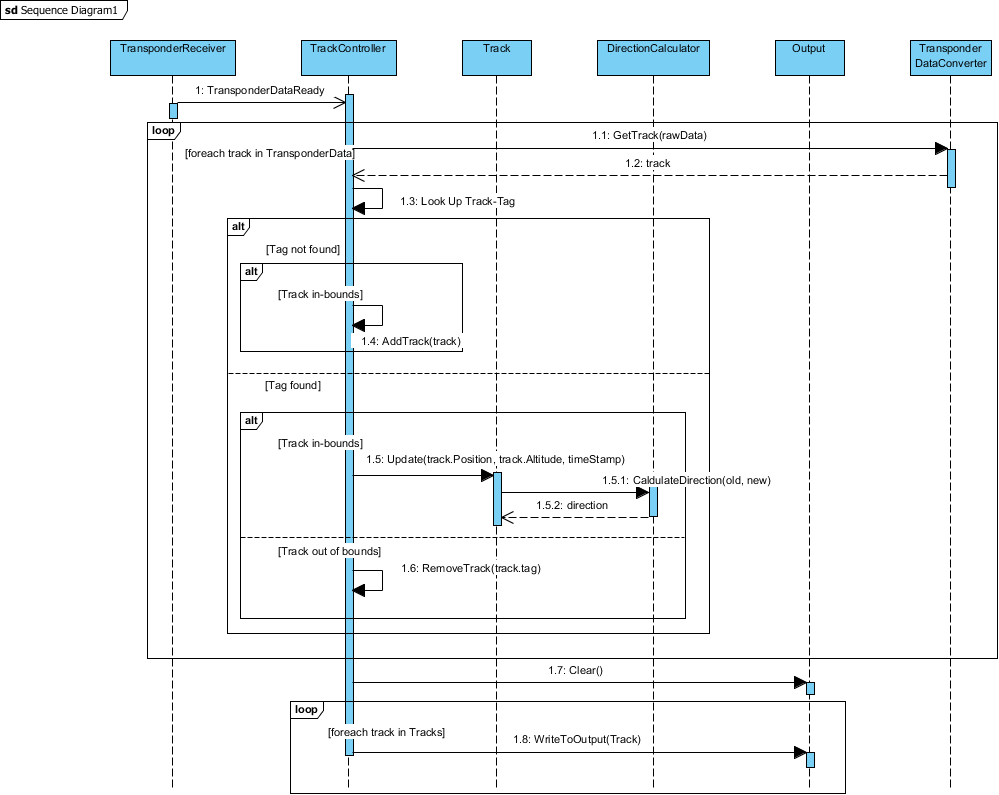 sd Sequence Diagram1
TransponderReceiver
TrackController
Track
DirectionCalculator
Output
Transponder
DataConverter
1: TransponderDataReady
loop
1.1: GetTrack(rawData)
[foreach track in TransponderData]
1.2: track
1.3: Look Up Track-Tag
alt
[Tag not found]
alt
[Track in-bounds]
1.4: AddTrack(track)
[Tag found]
alt
[Track in-bounds]
1.5: Update(track.Position, track.Altitude, timeStamp)
1.5.1: CaldulateDirection(old, new)
1.5.2: direction
[Track out of bounds]
1.6: RemoveTrack(track.tag)
1.7: Clear()
loop
[foreach track in Tracks]
1.8: WriteToOutput(Track)